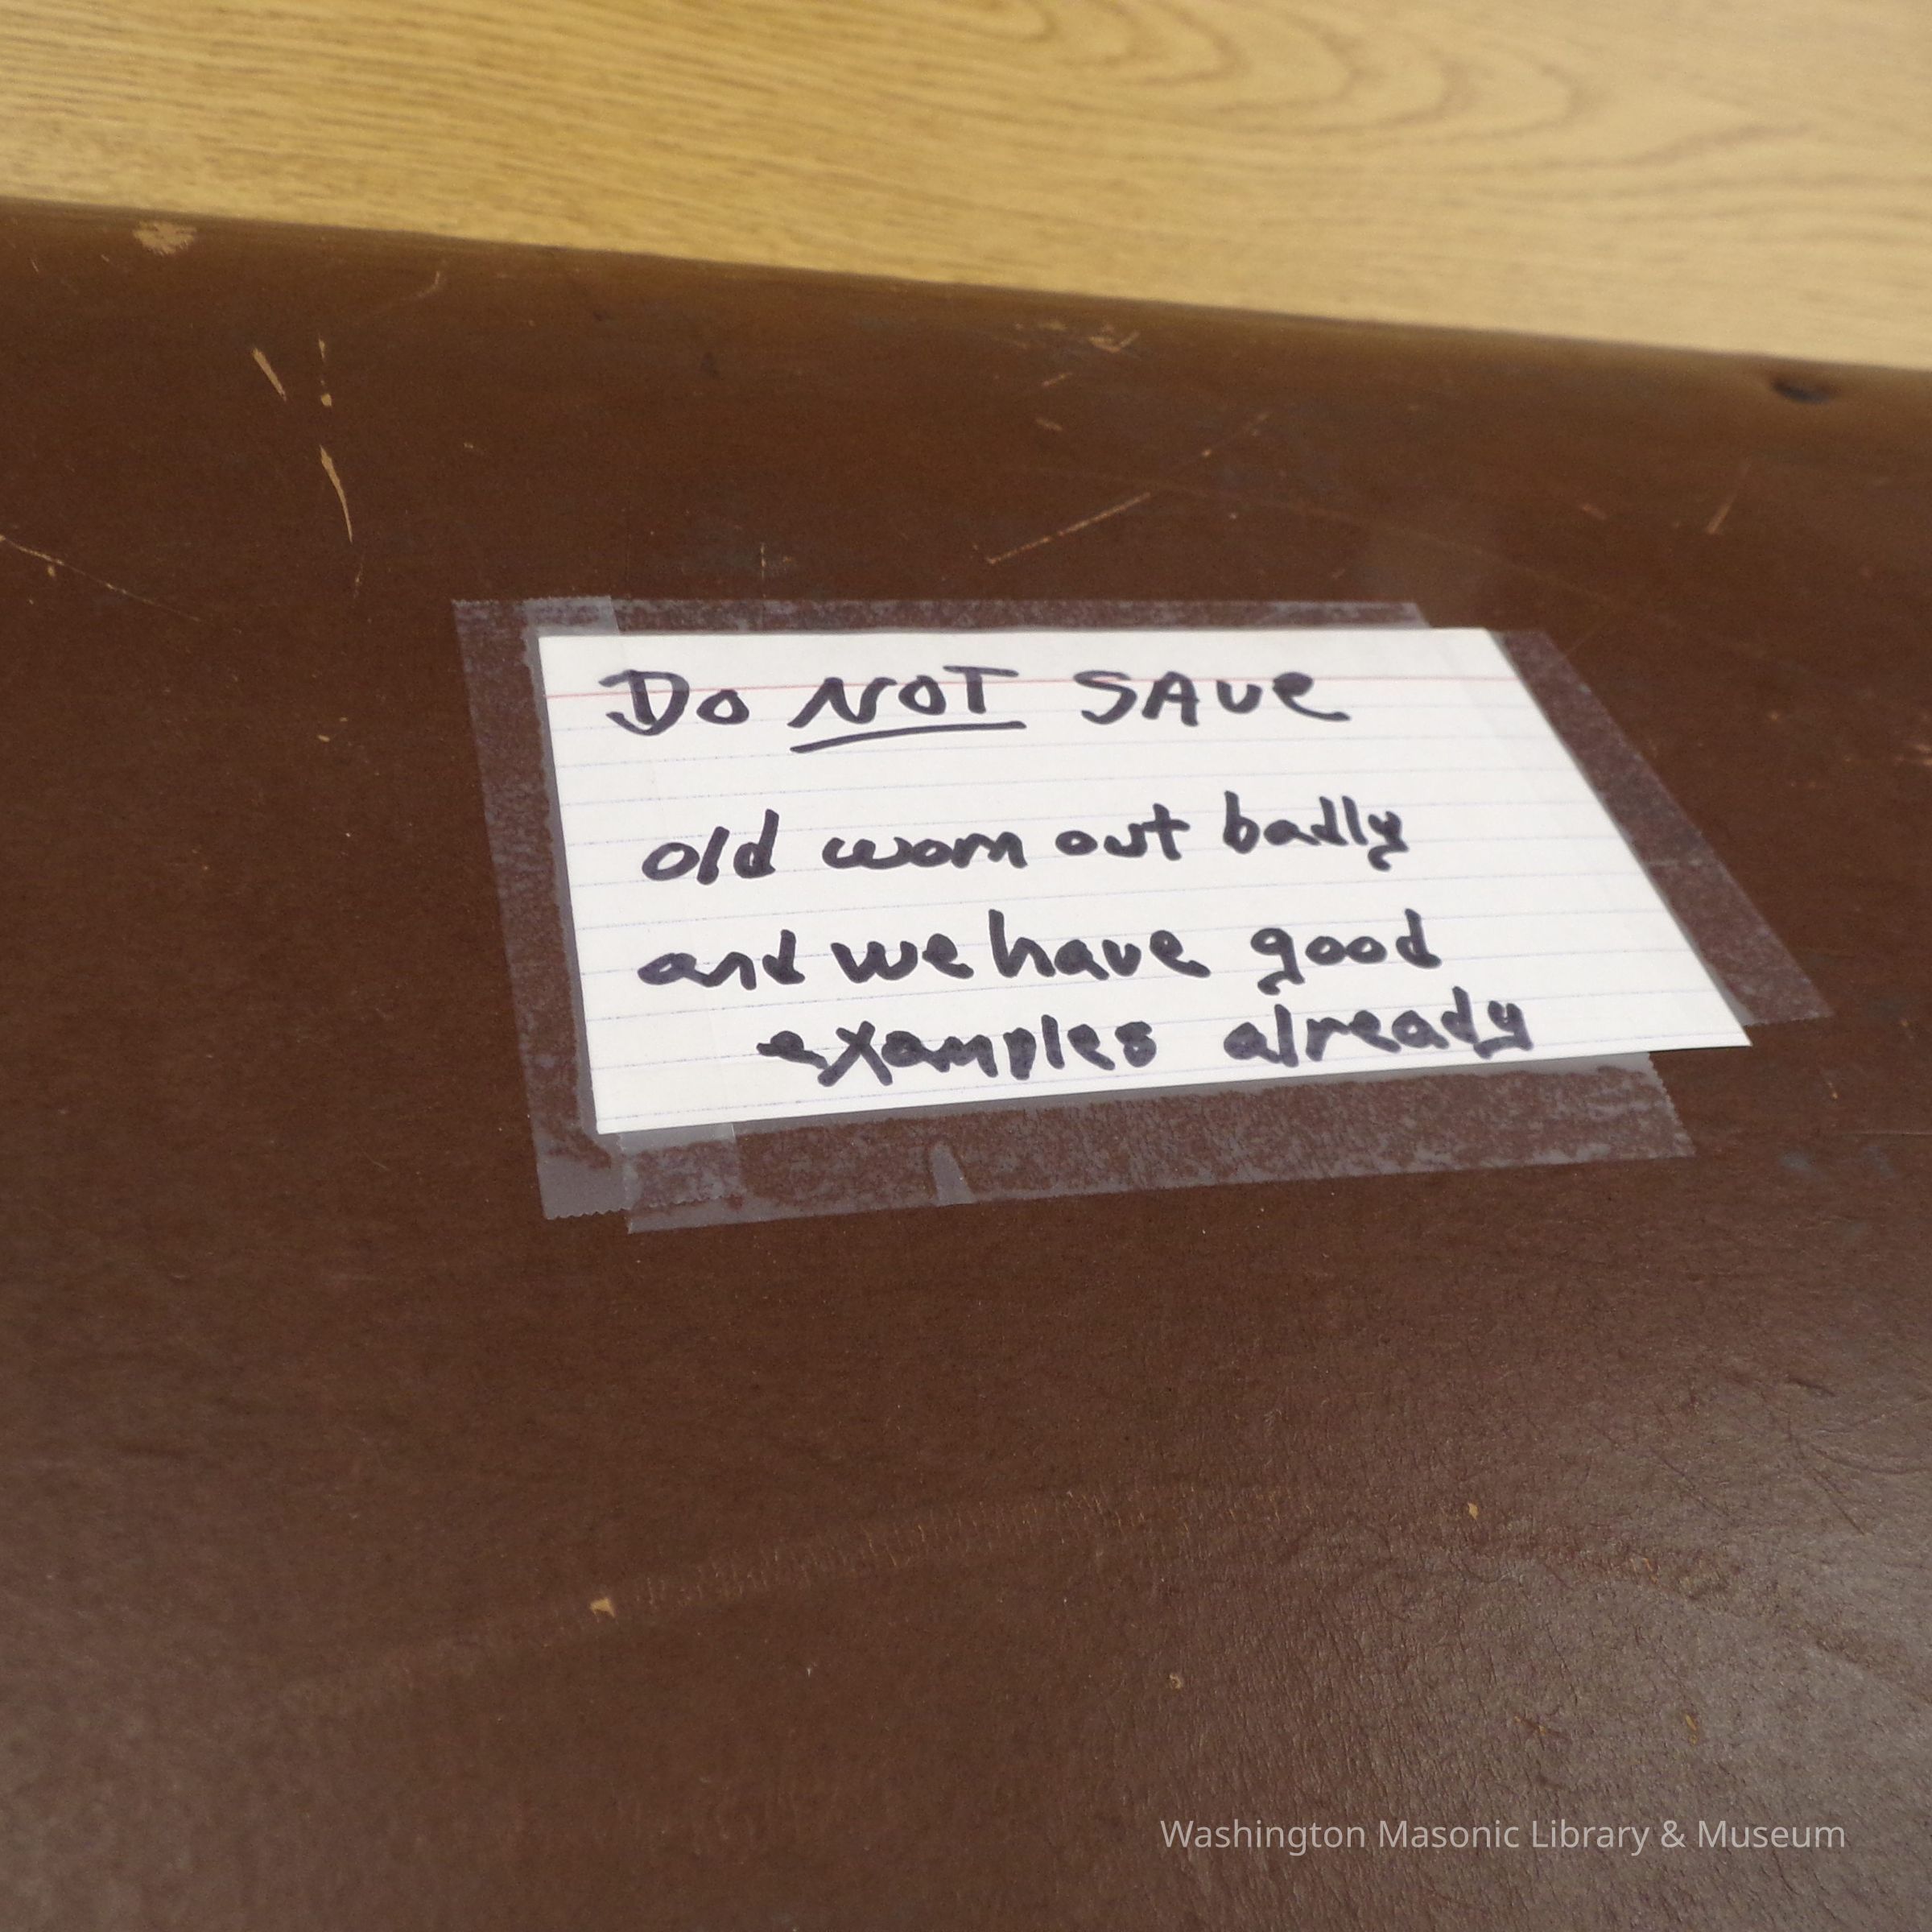 Do NOT SAVE
old worn out badly
and we have good
examples already
Washington Masonic Library & Museum